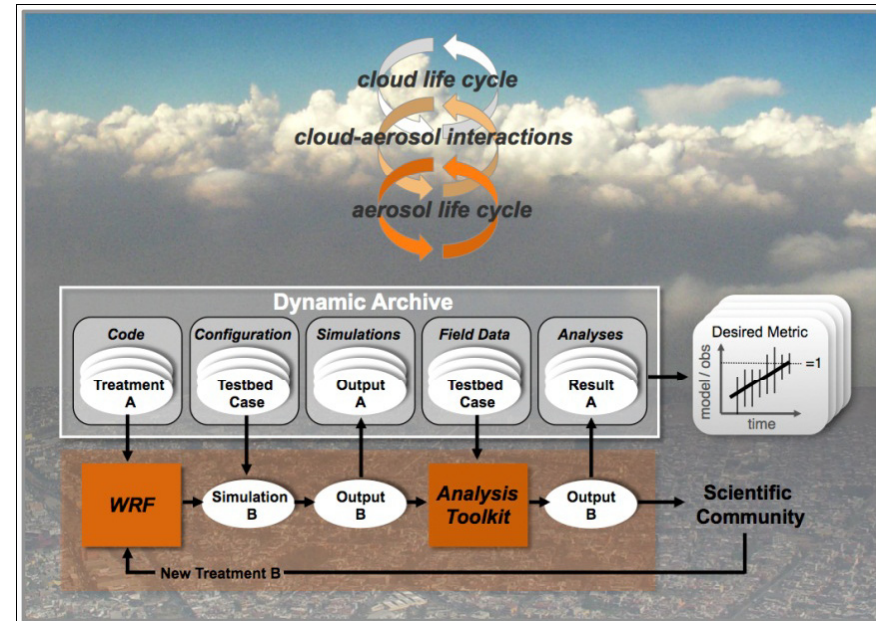 cloud life cycle
cloud-aerosol interactions
aerosol life cycle
Dynamic Archive
Code
Configuration
Simulations
Field Data
Analyses
Treatment
A
Testbed
Case
Output
A
Testbed
Case
Result
A
Desired Metric
model / obs
=1
time
WRF
Simulation
B
Output
B
Analysis
Toolkit
Output
B
Scientific
Community
New Treatment B